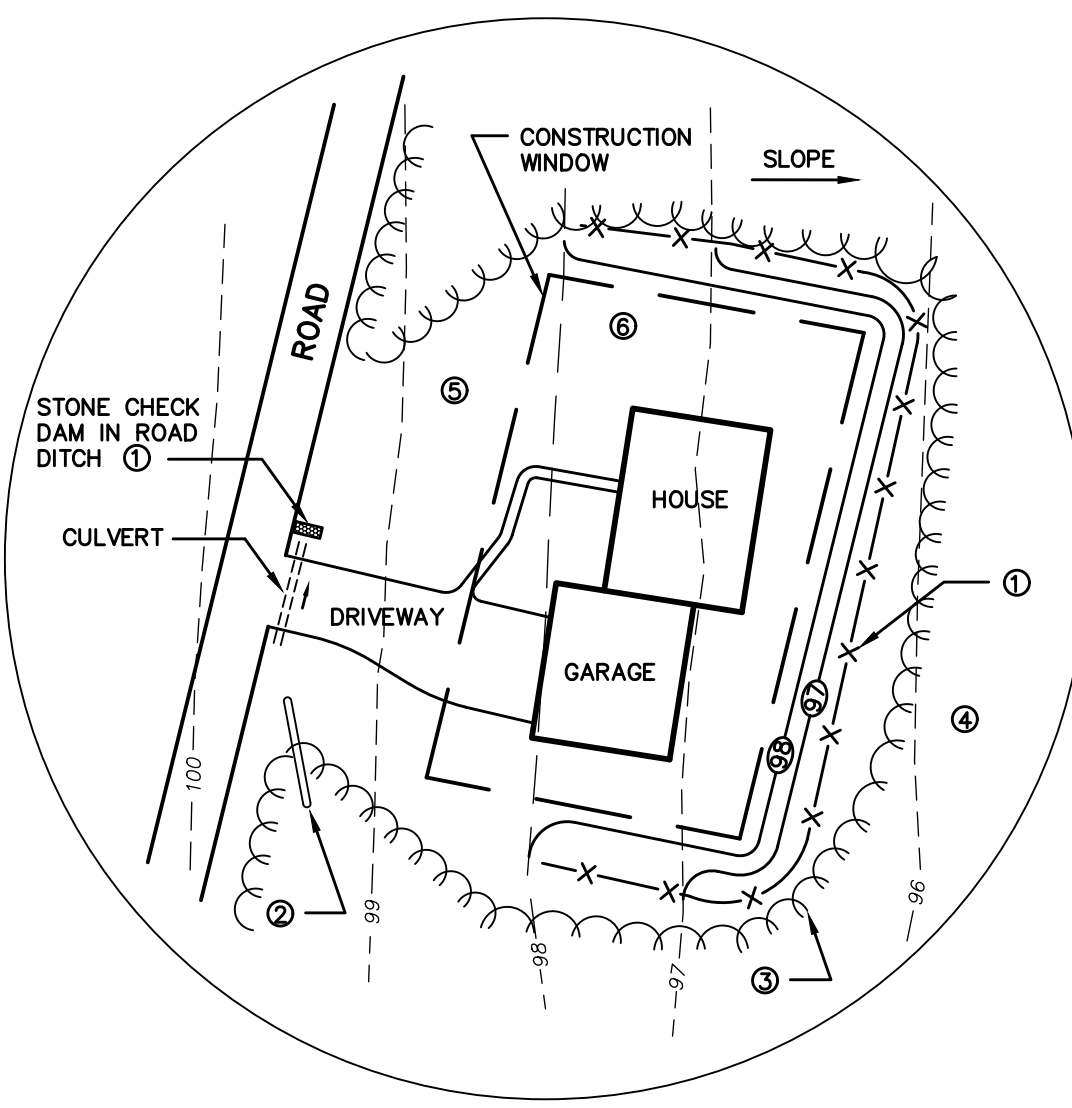 CONSTRUCTION
WINDOW
SLOPE
ROAD
⑥
⑤
STONE CHECK
DAM IN ROAD
DITCH ①
CULVERT
HOUSE
①
DRIVEWAY
GARAGE
97
④
98
100
②
99
96
98
97
③